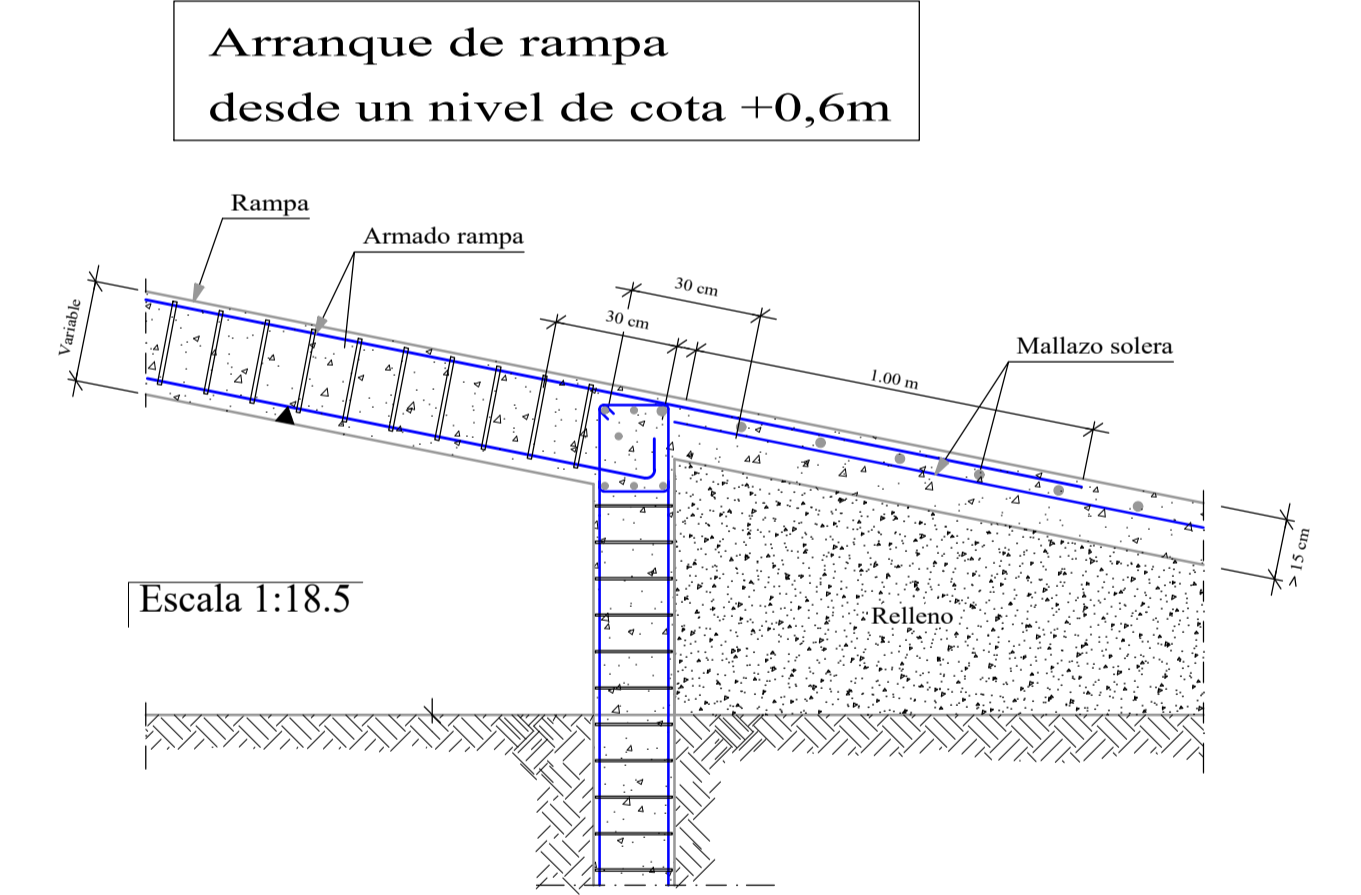 Arranque de rampa
desde un nivel de cota +0,6m
Rampa
Armado rampa
30 cm
30 cm
Variable
Mallazo solera
1.00 m
> 15 cm
Escala 1:18.5
Relleno